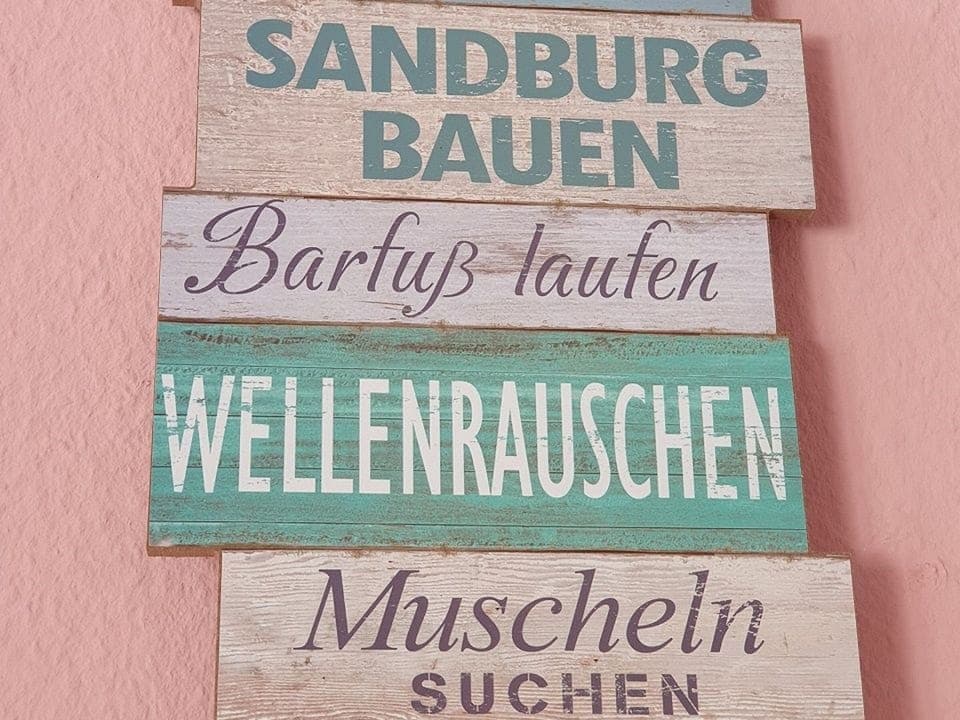 SANDBURG
BAUEN
Barfuß laufen
WELLENRAUSCHEN
Muscheln
SUCHEN